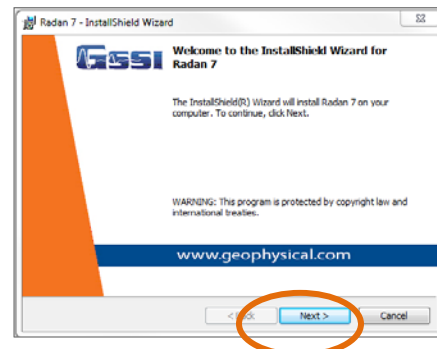 Radan 7 - InstallShield Wizard
GSSI
Welcome to the InstallShield Wizard for
Radan 7
The InstallShield(R) Wizard will install Radan 7 on your
computer. To continue, click Next.
WARNING: This program is protected by copyright law and
international treaties.
www.geophysical.com
< Back Next > Cancel